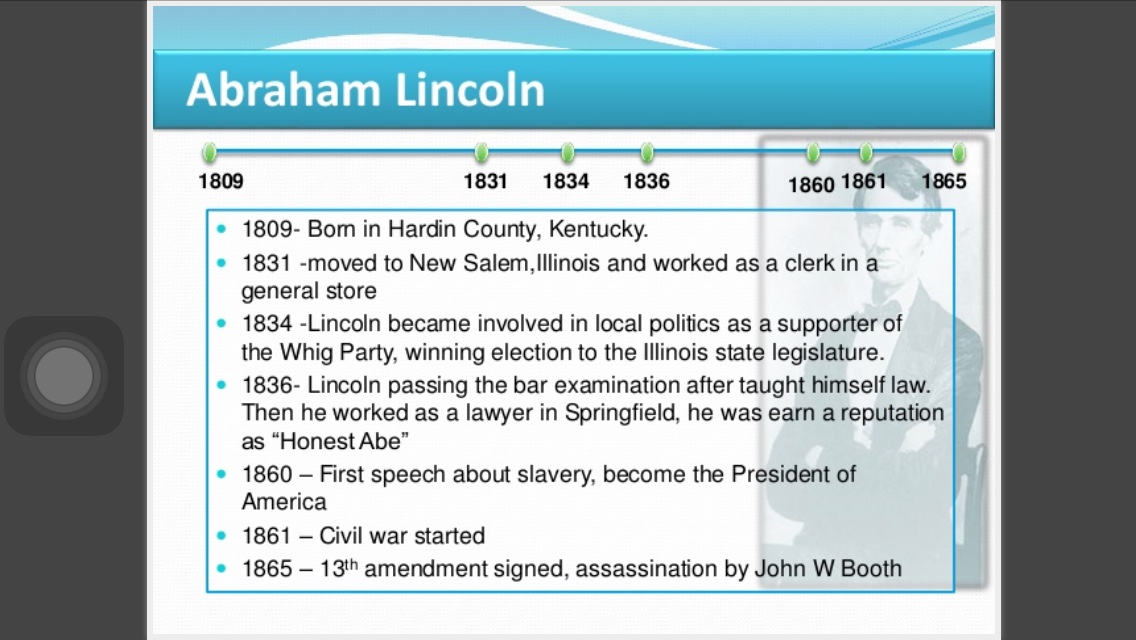 Abraham Lincoln
1809 1831 1834 1836 1860 1861 1865
1809- Born in Hardin County, Kentucky.
1831 -moved to New Salem,Illinois and worked as a clerk in a
general store
1834 -Lincoln became involved in local politics as a supporter of
the Whig Party, winning election to the Illinois state legislature.
1836- Lincoln passing the bar examination after taught himself law.
Then he worked as a lawyer in Springfield, he was earn a reputation
as “Honest Abe”
1860 – First speech about slavery, become the President of
America
1861 – Civil war started
1865 – 13th amendment signed, assassination by John W Booth